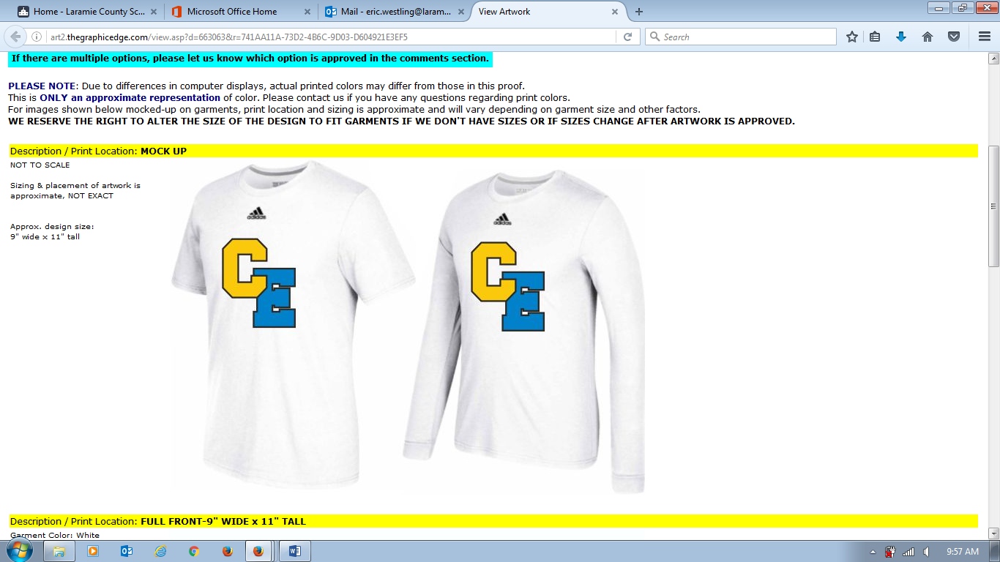 Home - Laramie County Sc...
Microsoft Office Home
Mail - eric.westling@laram...
View Artwork
art2.thegraphicedge.com/view.asp?d=663063&r=741AA11A-73D2-4B6C-9D03-D604921E3EF5
Search
If there are multiple options, please let us know which option is approved in the comments section.
PLEASE NOTE: Due to differences in computer displays, actual printed colors may differ from those in this proof.
This is ONLY an approximate representation of color. Please contact us if you have any questions regarding print colors.
For images shown below mocked-up on garments, print location and sizing is approximate and will vary depending on garment size and other factors.
WE RESERVE THE RIGHT TO ALTER THE SIZE OF THE DESIGN TO FIT GARMENTS IF WE DON'T HAVE SIZES OR IF SIZES CHANGE AFTER ARTWORK IS APPROVED.
Description / Print Location: MOCK UP
NOT TO SCALE
Sizing & placement of artwork is
approximate, NOT EXACT
Approx. design size:
9" wide x 11" tall
adidas
CE
adidas
CE
Description / Print Location: FULL FRONT-9" WIDE x 11" TALL
Garment Color: White
9:57 AM